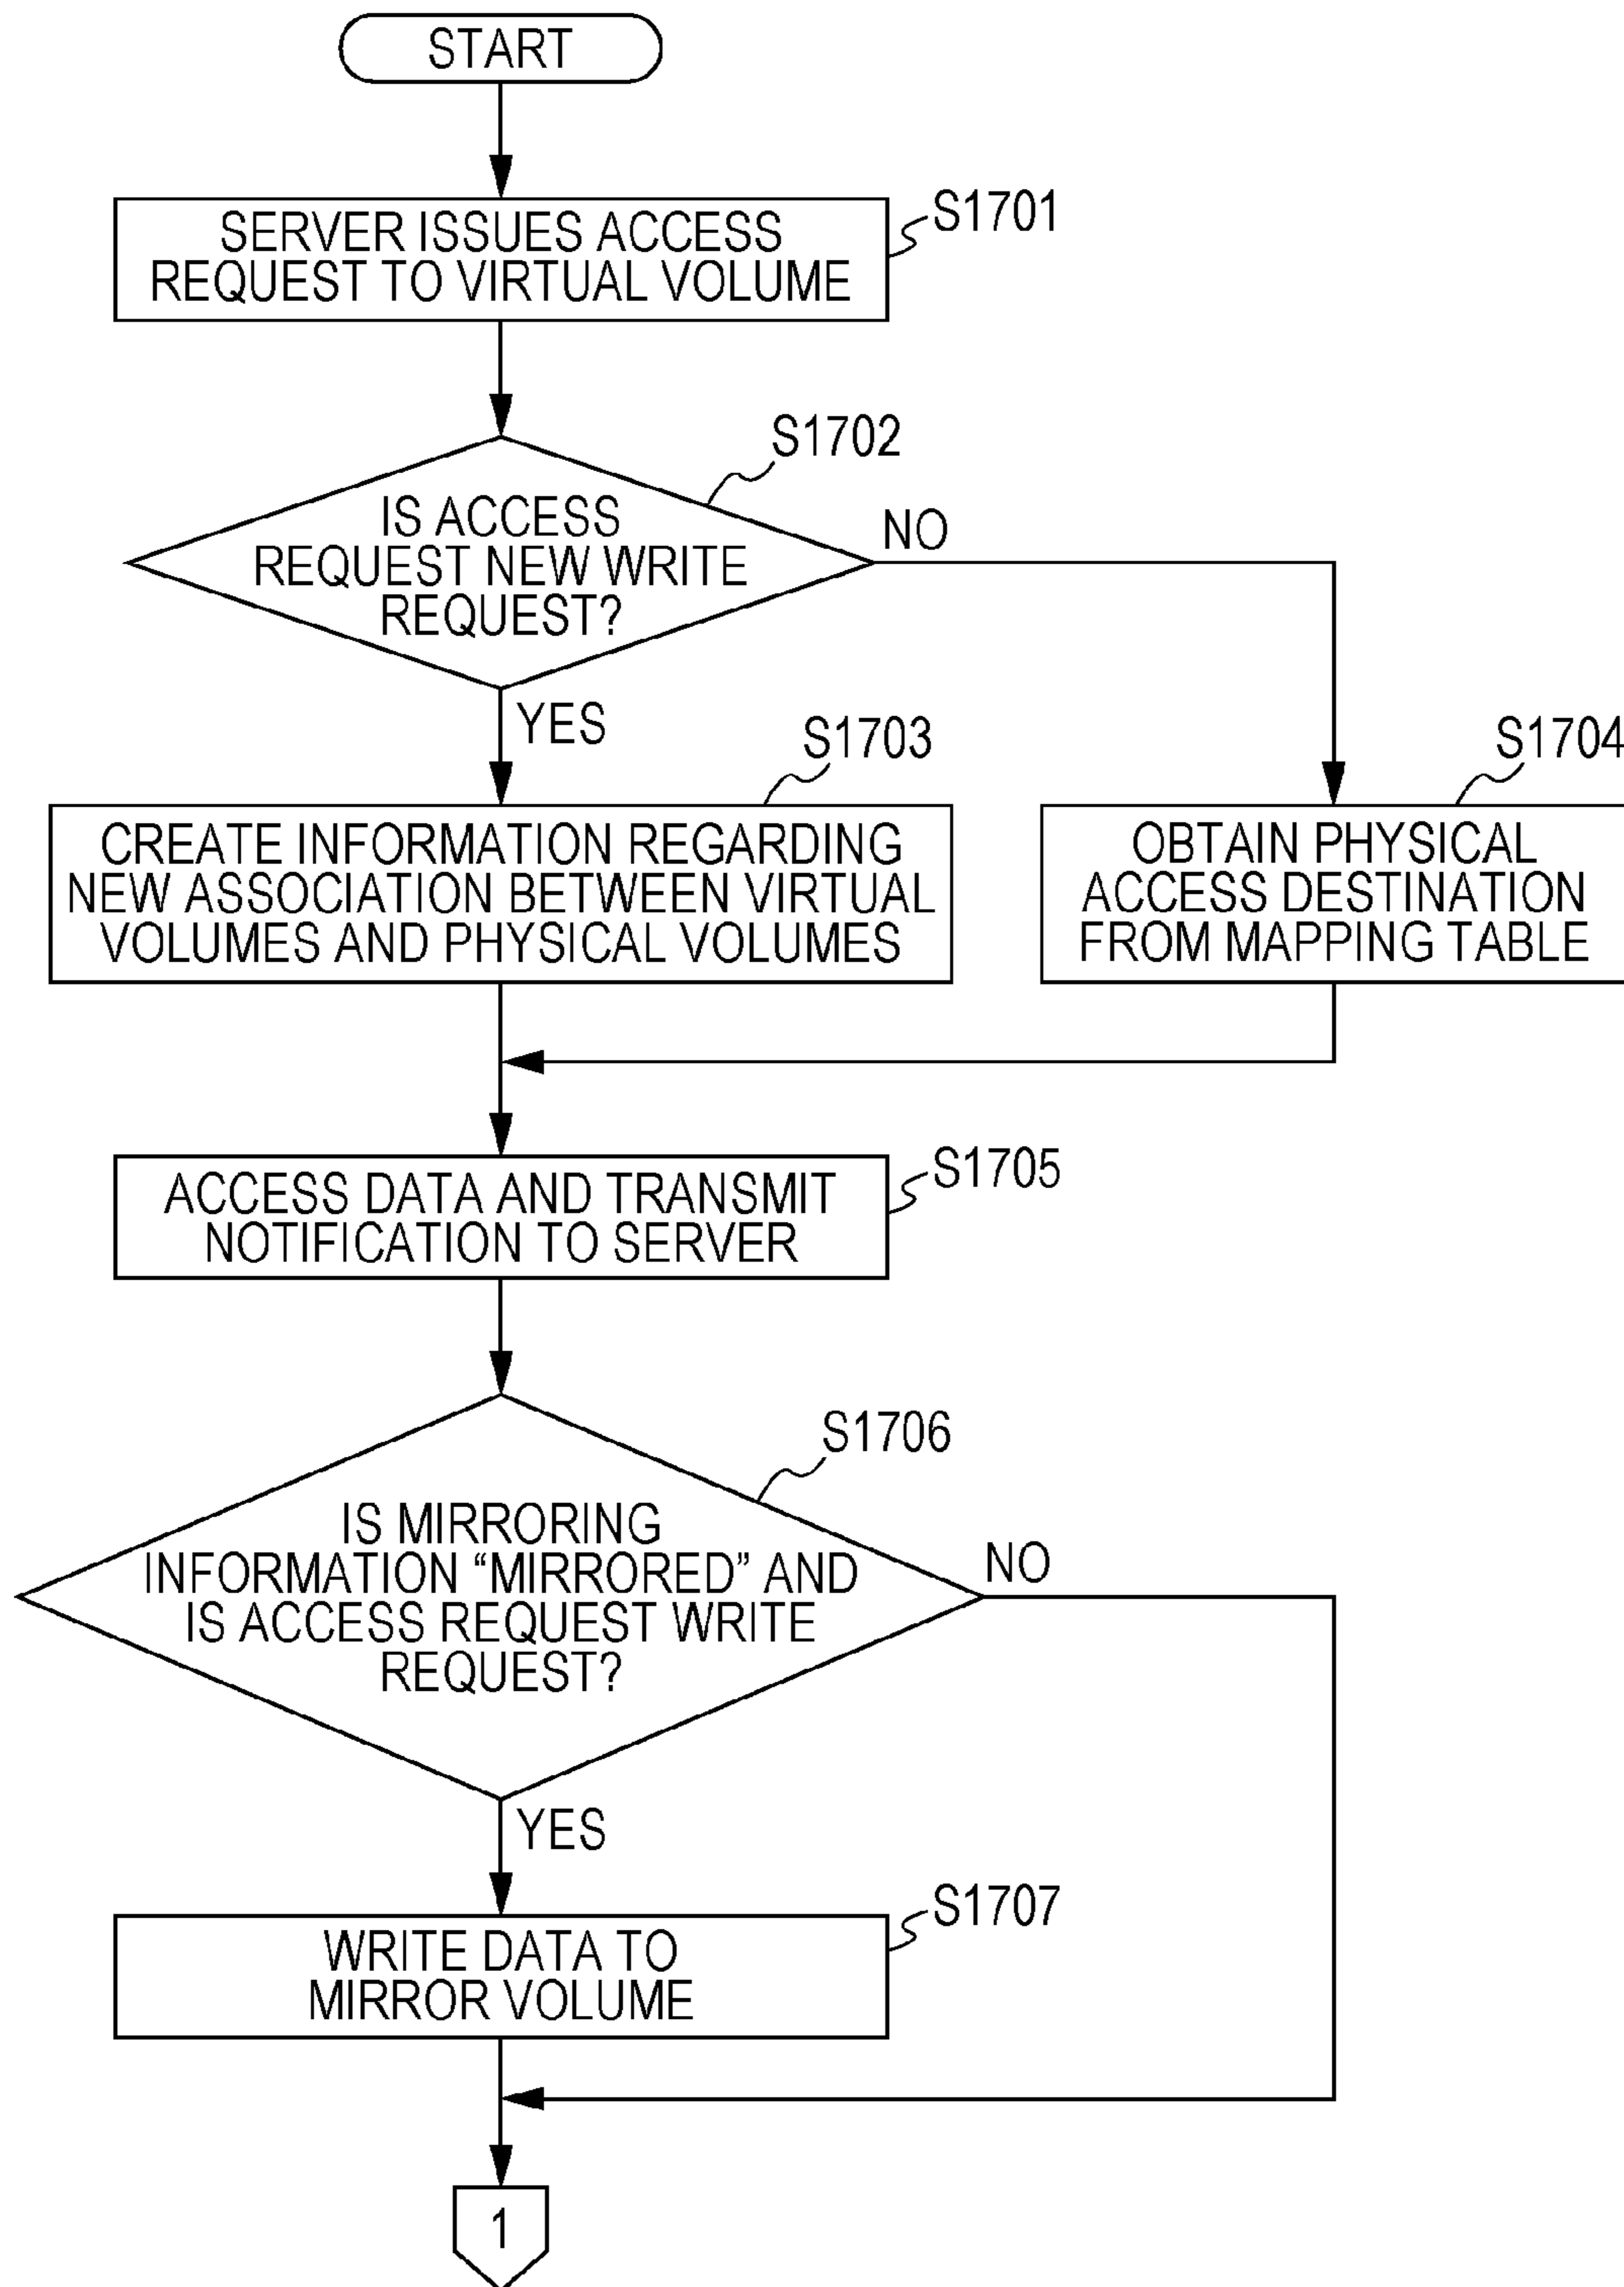 START
SERVER ISSUES ACCESS
REQUEST TO VIRTUAL VOLUME
S1701
S1702
IS ACCESS
REQUEST NEW WRITE
REQUEST?
NO
YES
S1703
CREATE INFORMATION REGARDING
NEW ASSOCIATION BETWEEN VIRTUAL
VOLUMES AND PHYSICAL VOLUMES
S1704
OBTAIN PHYSICAL
ACCESS DESTINATION
FROM MAPPING TABLE
S1705
ACCESS DATA AND TRANSMIT
NOTIFICATION TO SERVER
S1706
IS MIRRORING
INFORMATION “MIRRORED” AND
IS ACCESS REQUEST WRITE
REQUEST?
NO
YES
S1707
WRITE DATA TO
MIRROR VOLUME
1